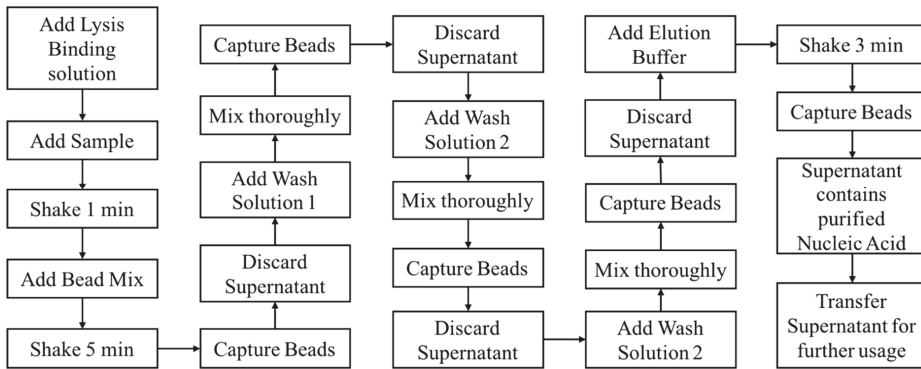 Add Lysis
Binding
solution
Add Sample
Shake 1 min
Add Bead Mix
Shake 5 min
Capture Beads
Discard
Supernatant
Add Wash
Solution 1
Mix thoroughly
Capture Beads
Discard
Supernatant
Add Wash
Solution 2
Mix thoroughly
Capture Beads
Discard
Supernatant
Add Wash
Solution 2
Mix thoroughly
Capture Beads
Discard
Supernatant
Add Elution
Buffer
Shake 3 min
Capture Beads
Supernatant
contains
purified
Nucleic Acid
Transfer
Supernatant for
further usage